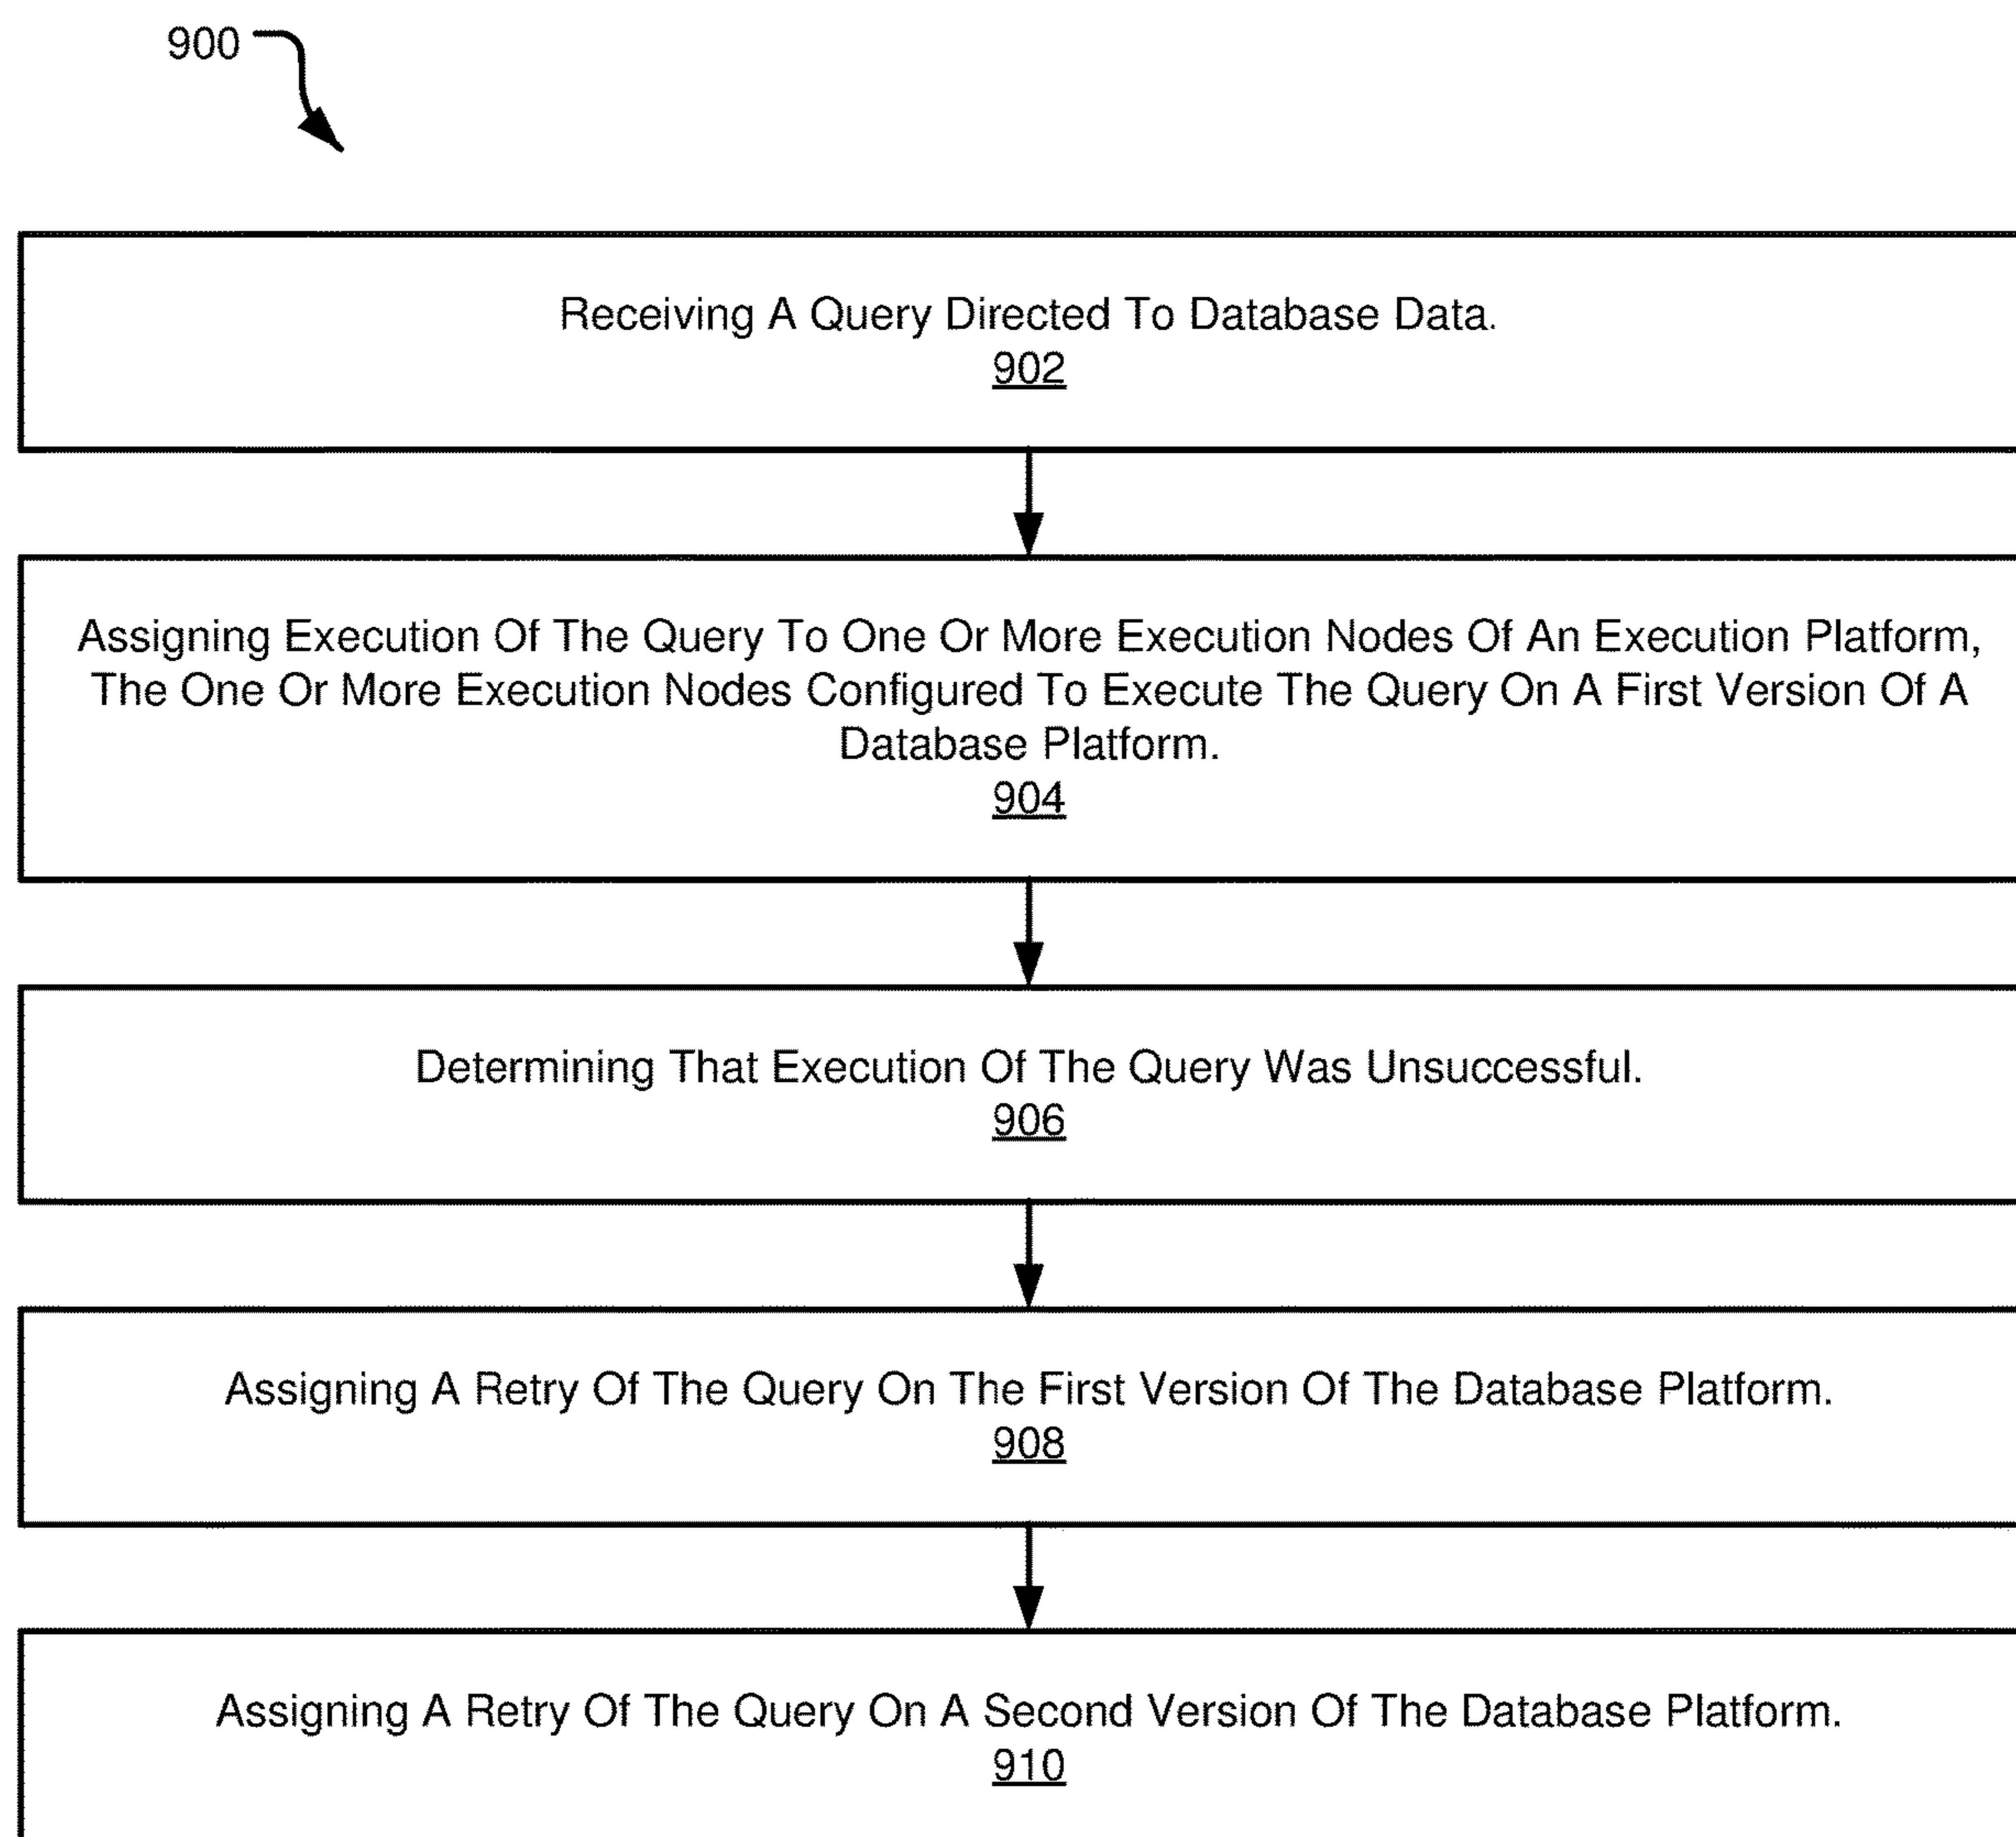 900
Receiving A Query Directed To Database Data.
902
Assigning Execution Of The Query To One Or More Execution Nodes Of An Execution Platform,
The One Or More Execution Nodes Configured To Execute The Query On A First Version Of A
Database Platform.
904
Determining That Execution Of The Query Was Unsuccessful.
906
Assigning A Retry Of The Query On The First Version Of The Database Platform.
908
Assigning A Retry Of The Query On A Second Version Of The Database Platform.
910